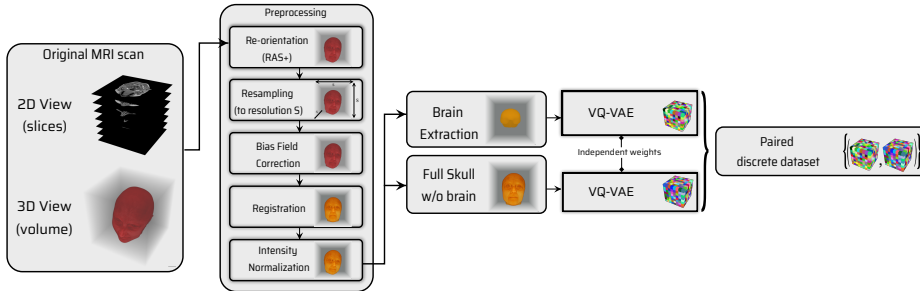 Preprocessing
Original MRI scan
2D View
(slices)
3D View
(volume)
Re-orientation
(RAS+)
Resampling
(to resolution S)
S
S
S
Bias Field
Correction
Registration
Intensity
Normalization
Brain
Extraction
Full Skull
w/o brain
VQ-VAE
Independent weights
VQ-VAE
Paired
discrete dataset
{( , )}